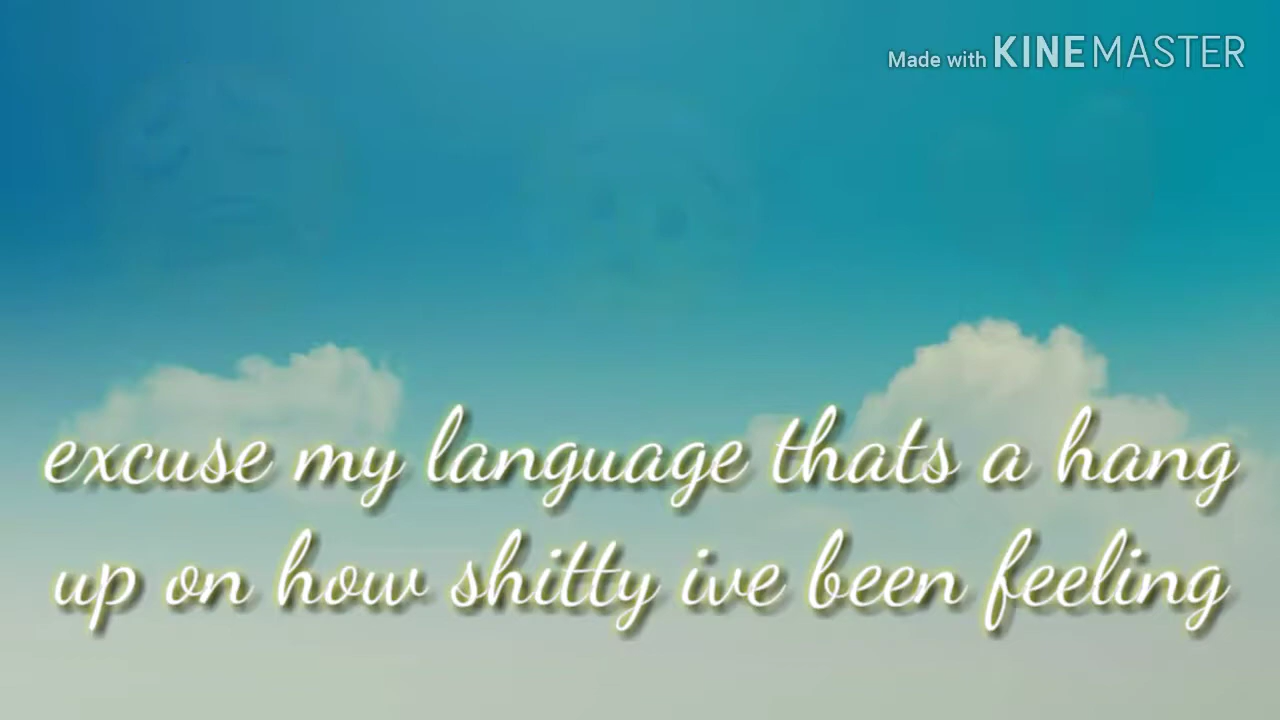 Made with KINEMASTER
excuse my language thats a hang
up on how shitty ive been feeling